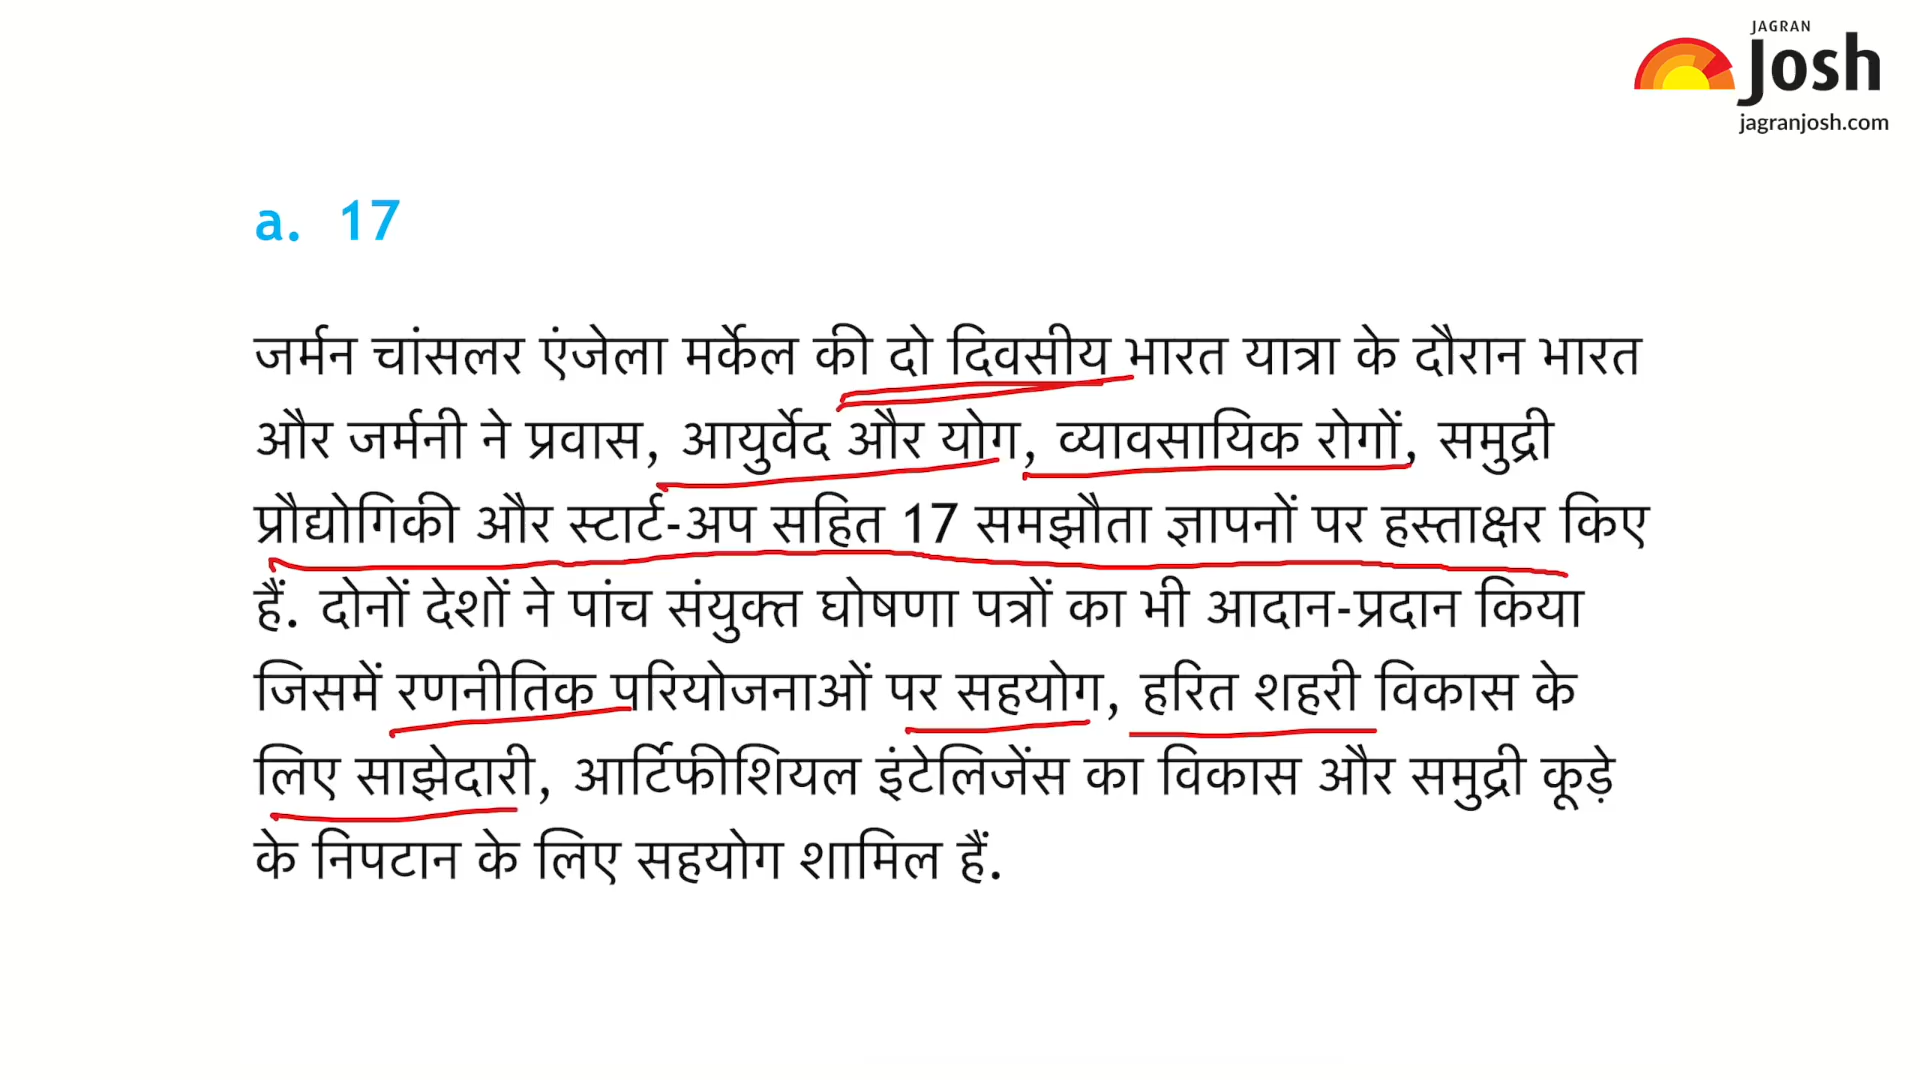 JAGRAN
Josh
jagranjosh.com
a. 17
जर्मन चांसलर एंजेला मर्केल की दो दिवसीय भारत यात्रा के दौरान भारत
और जर्मनी ने प्रवास, आयुर्वेद और योग, व्यावसायिक रोगों, समुद्री
प्रौद्योगिकी और स्टार्ट-अप सहित 17 समझौता ज्ञापनों पर हस्ताक्षर किए
हैं. दोनों देशों ने पांच संयुक्त घोषणा पत्रों का भी आदान-प्रदान किया
जिसमें रणनीतिक परियोजनाओं पर सहयोग, हरित शहरी विकास के
लिए साझेदारी, आर्टिफीशियल इंटेलिजेंस का विकास और समुद्री कूड़े
के निपटान के लिए सहयोग शामिल हैं.